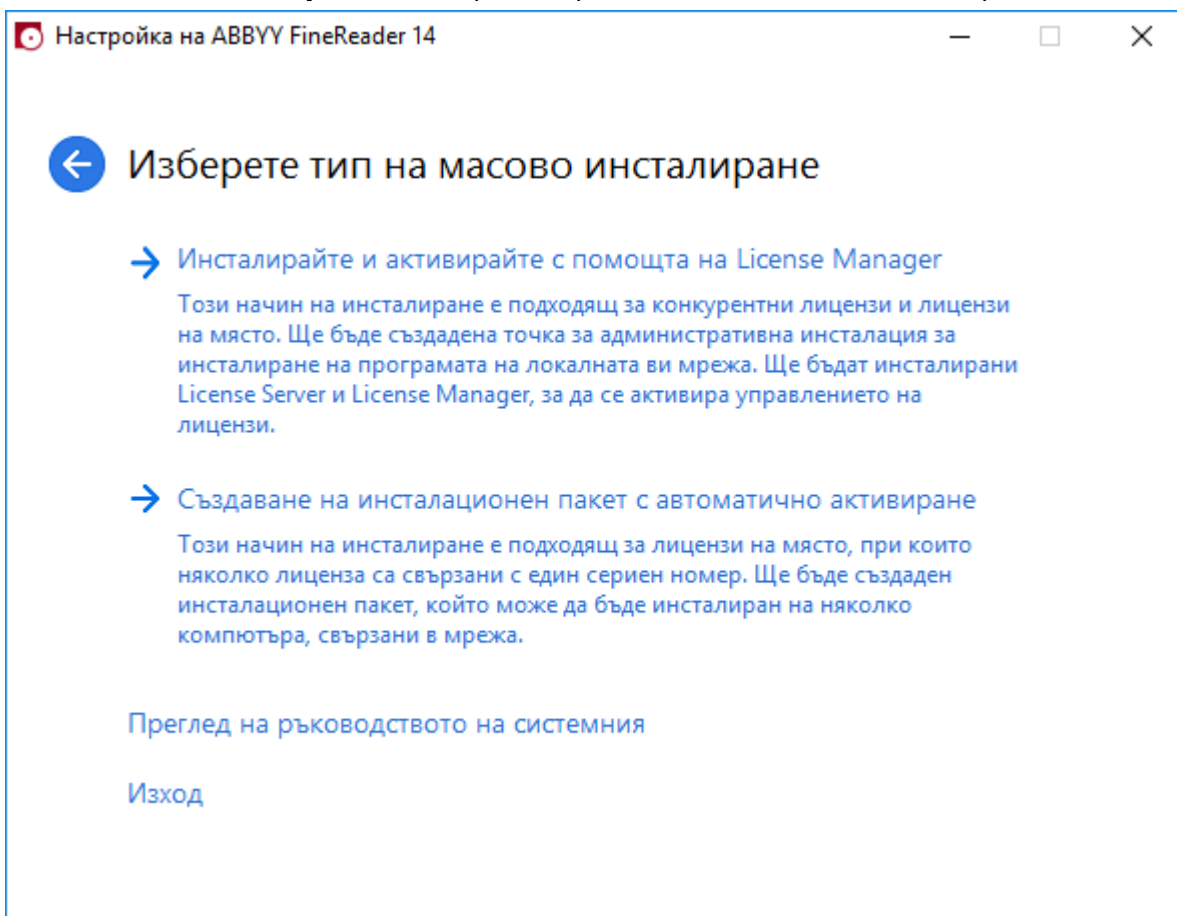 Настройка на ABBYY FineReader 14
Изберете тип на масово инсталиране
Инсталирайте и активирайте с помощта на License Manager
Този начин на инсталиране е подходящ за конкурентни лицензи и лицензи
на място. Ще бъде създадена точка за административна инсталация за
инсталиране на програмата на локалната ви мрежа. Ще бъдат инсталирани
License Server и License Manager, за да се активира управлението на
лицензи.
Създаване на инсталационен пакет с автоматично активиране
Този начин на инсталиране е подходящ за лицензи на място, при които
няколко лиценза са свързани с един сериен номер. Ще бъде създаден
инсталационен пакет, който може да бъде инсталиран на няколко
компютъра, свързани в мрежа.
Преглед на ръководството на системния
Изход